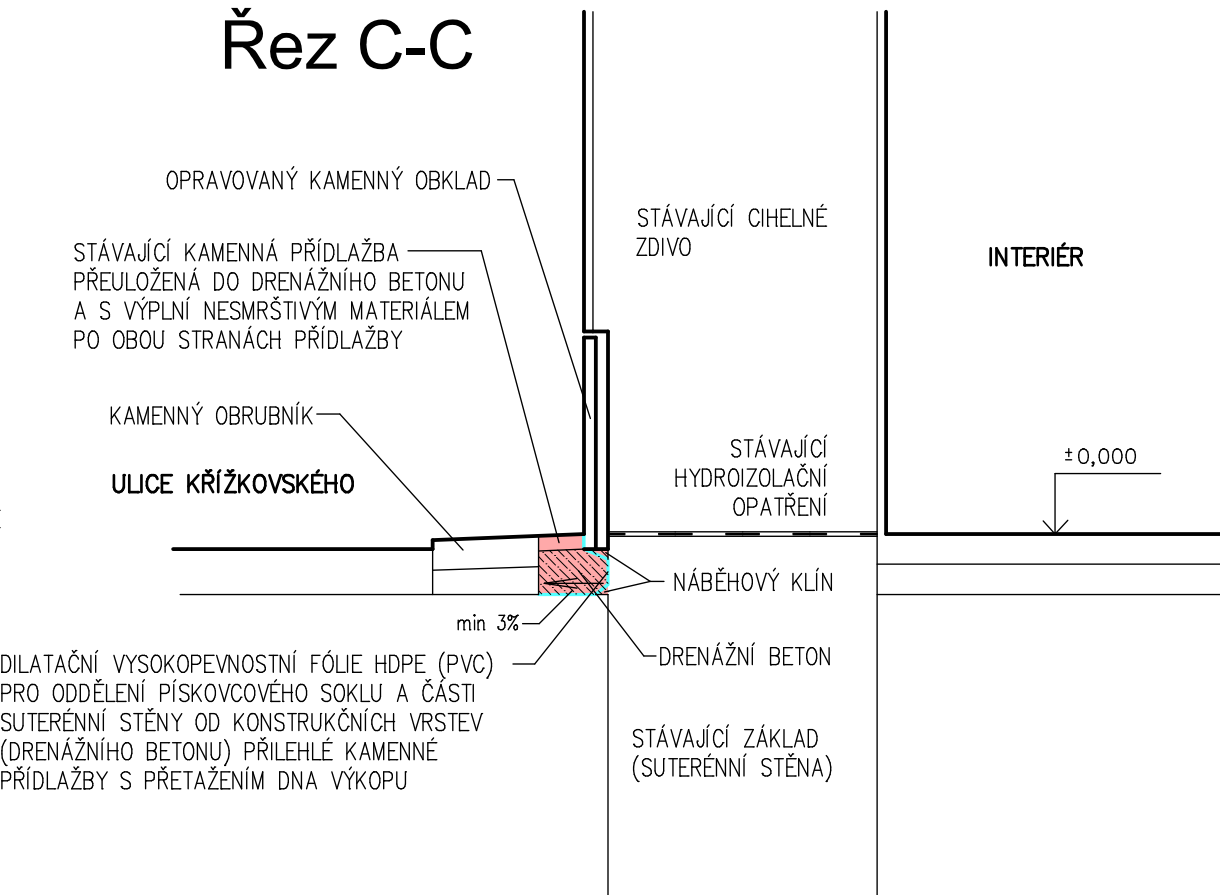 Řez C-C
OPRAVOVANÝ KAMENNÝ OBKLAD
STÁVAJÍCÍ KAMENNÁ PŘÍDLAŽBA
PŘEULOŽENÁ DO DRENÁŽNÍHO BETONU
A S VÝPLNÍ NESMRŠTIVÝM MATERIÁLEM
PO OBOU STRANÁCH PŘÍDLAŽBY
KAMENNÝ OBRUBNÍK
ULICE KŘÍŽKOVSKÉHO
STÁVAJÍCÍ CIHELNÉ
ZDIVO
INTERIÉR
STÁVAJÍCÍ
HYDROIZOLAČNÍ
OPATŘENÍ
±0,000
NÁBĚHOVÝ KLÍN
min 3%
DRENÁŽNÍ BETON
DILATAČNÍ VYSOKOPEVNOSTNÍ FÓLIE HDPE (PVC)
PRO ODDĚLENÍ PÍSKOVCOVÉHO SOKLU A ČÁSTI
SUTERÉNNÍ STĚNY OD KONSTRUKČNÍCH VRSTEV
(DRENÁŽNÍHO BETONU) PŘILEHLÉ KAMENNÉ
PŘÍDLAŽBY S PŘETAŽENÍM DNA VÝKOPU
STÁVAJÍCÍ ZÁKLAD
(SUTERÉNNÍ STĚNA)